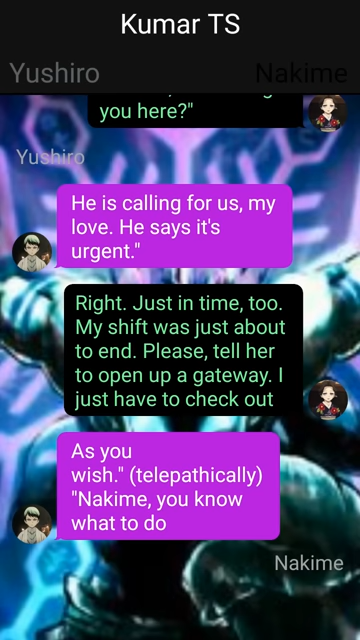 Kumar TS
Yushiro
Nakime
you here?"
Yushiro
He is calling for us, my
love. He says it's
urgent."
Right. Just in time, too.
My shift was just about
to end. Please, tell her
to open up a gateway. I
just have to check out
As you
wish." (telepathically)
"Nakime, you know
what to do
Nakime